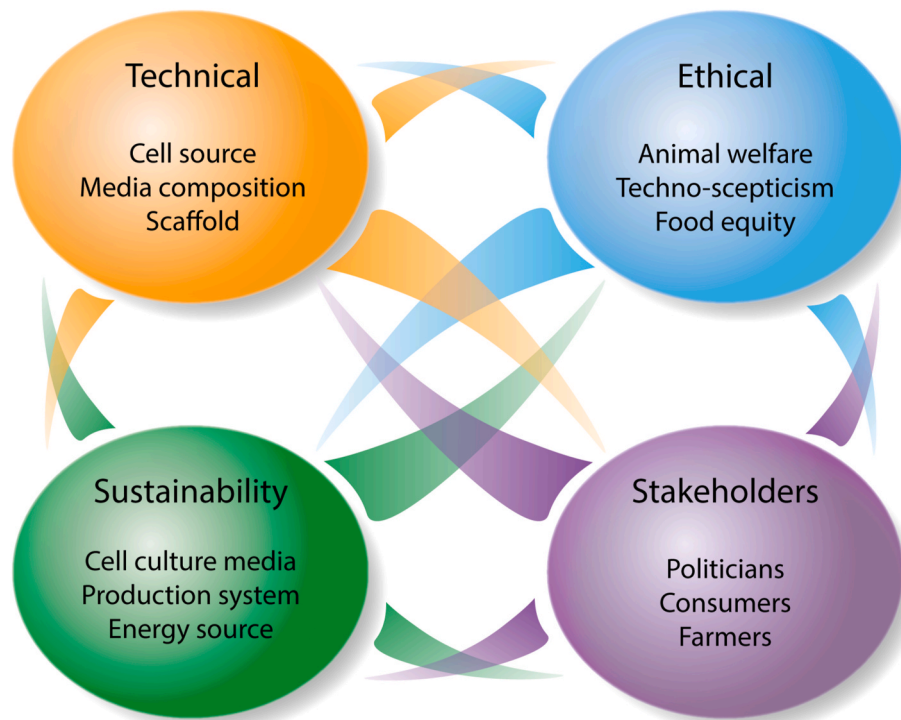 Technical
Cell source
Media composition
Scaffold
Ethical
Animal welfare
Techno-scepticism
Food equity
Sustainability
Cell culture media
Production system
Energy source
Stakeholders
Politicians
Consumers
Farmers